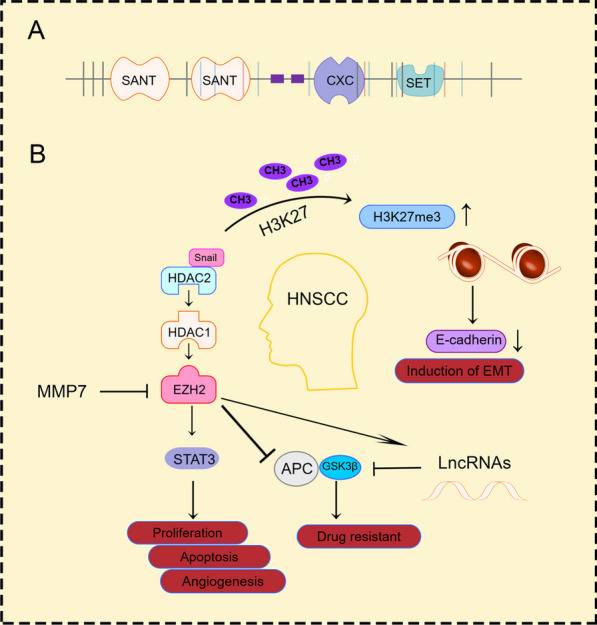 A
SANT
SANT
CXC
SET
B
CH3
CH3
CH3
CH3
H3K27
H3K27me3
Snail
HDAC2
HNSCC
HDAC1
E-cadherin
Induction of EMT
MMP7
EZH2
STAT3
APC
GSK3β
LncRNAs
Proliferation
Drug resistant
Apoptosis
Angiogenesis